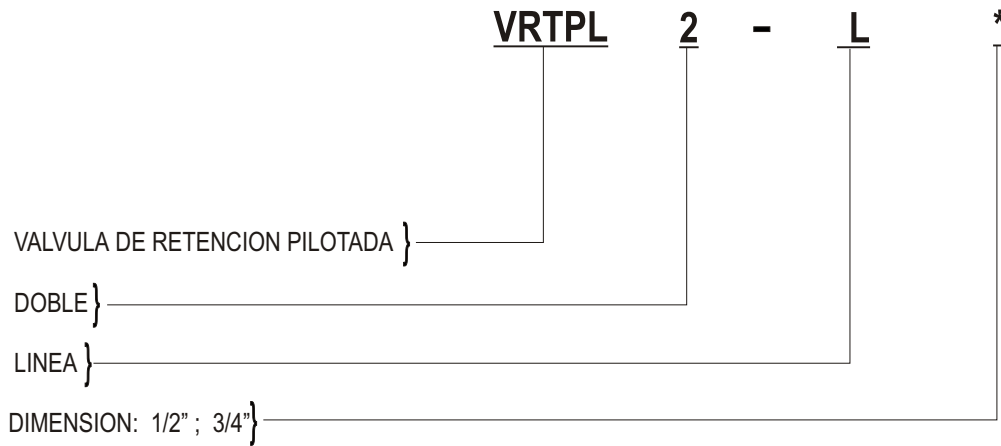 VRTPL 2 – L *
VALVULA DE RETENCION PILOTADA }
DOBLE }
LINEA }
DIMENSION: 1/2” ; 3/4” }